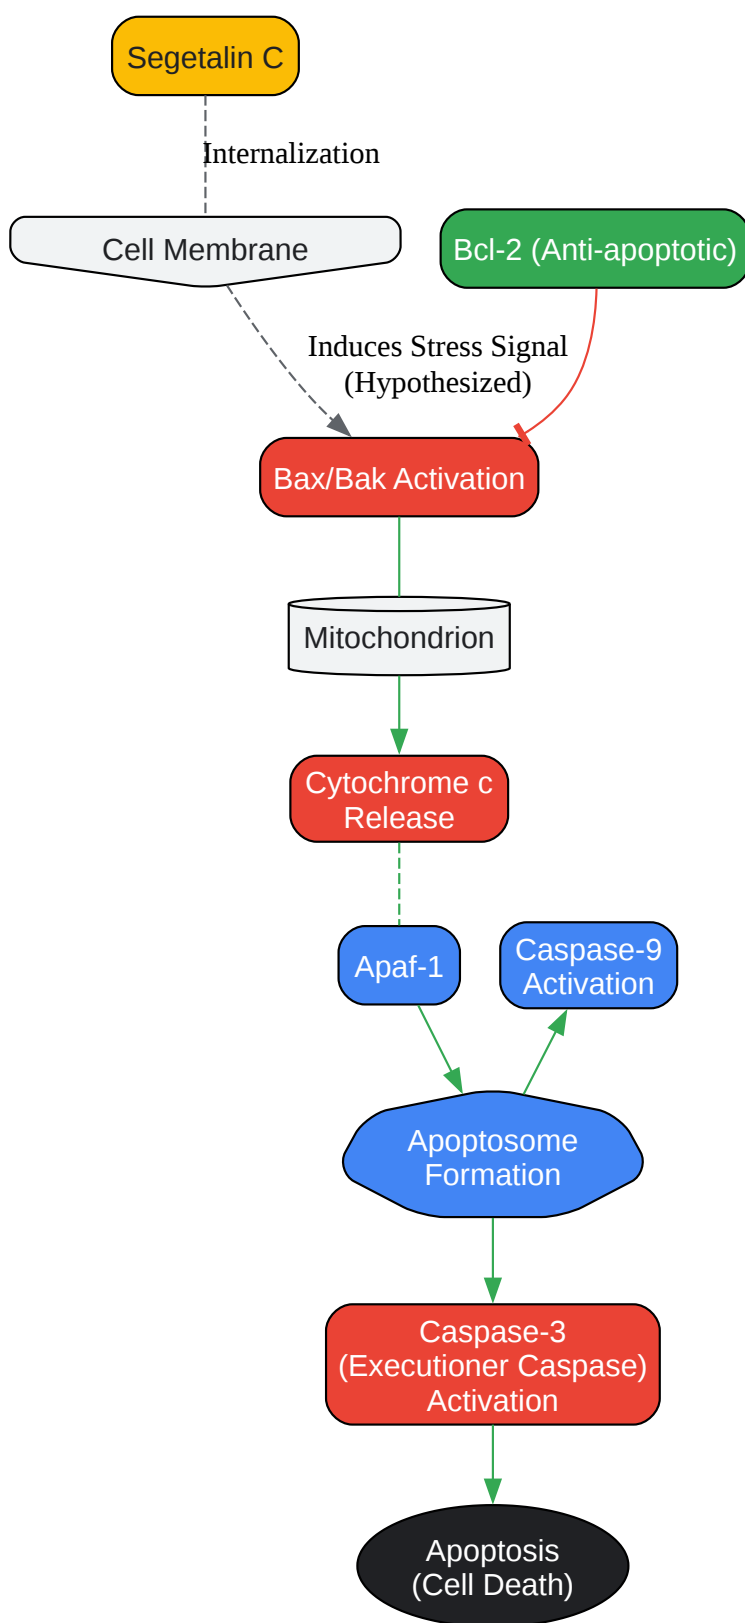 Segetalin C
Internalization
Cell Membrane
Bcl-2 (Anti-apoptotic)
Induces Stress Signal
(Hypothesized)
Bax/Bak Activation
Mitochondrion
Cytochrome c
Release
Apaf-1
Caspase-9
Activation
Apoptosome
Formation
Caspase-3
(Executioner Caspase)
Activation
Apoptosis
(Cell Death)